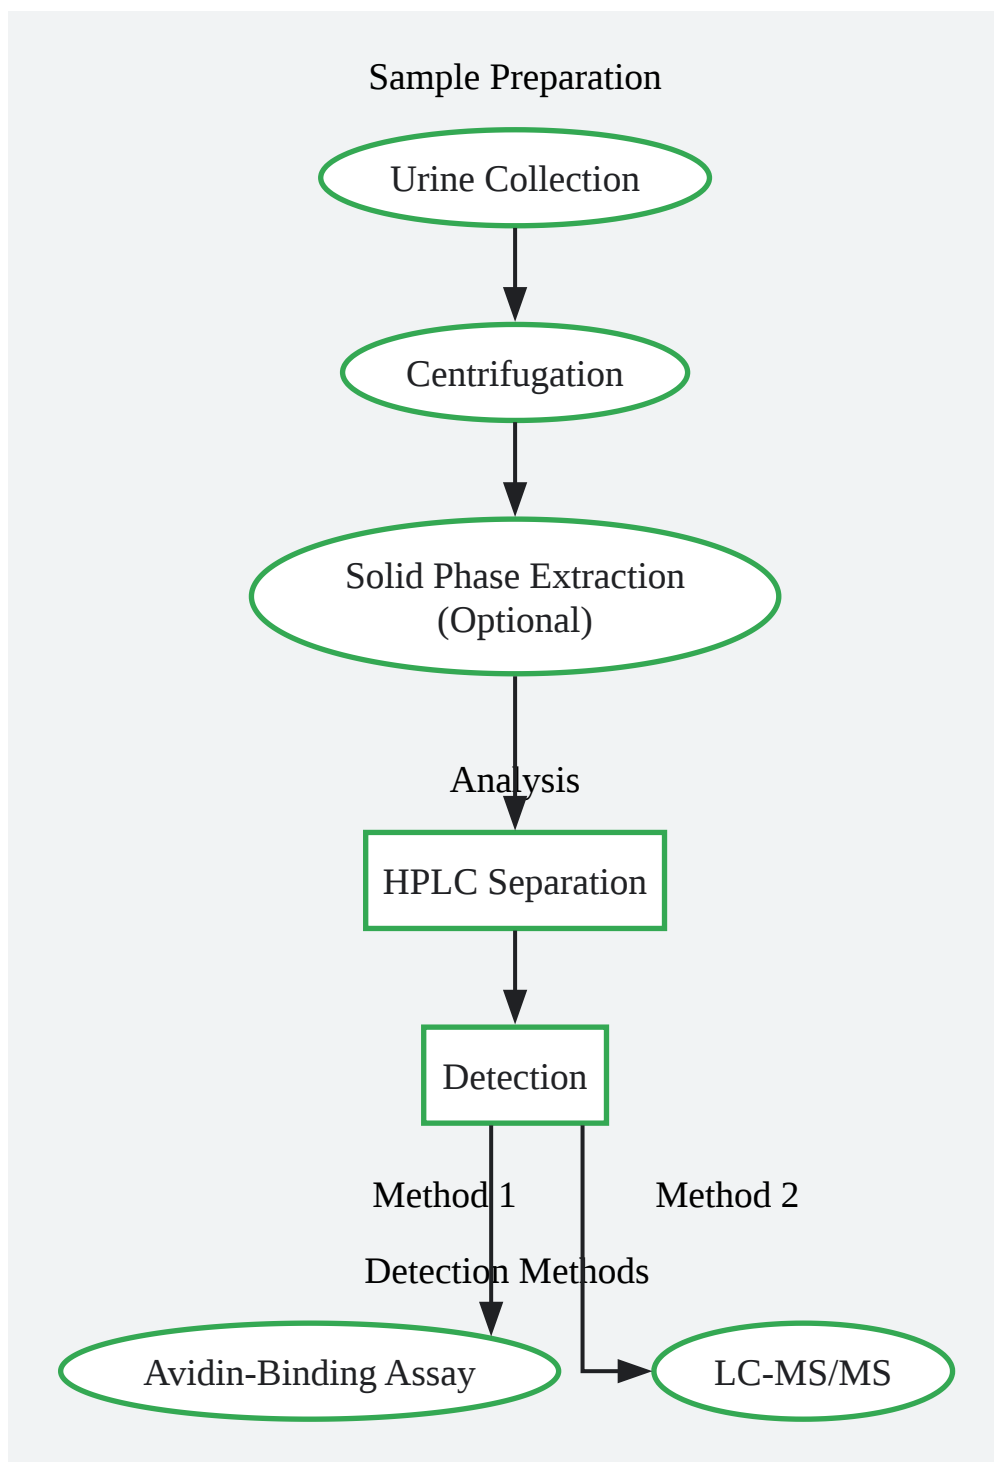 Sample Preparation
Urine Collection
Centrifugation
Solid Phase Extraction
(Optional)
Analysis
HPLC Separation
Detection
Method 1
Method 2
Detection Methods
Avidin-Binding Assay
LC-MS/MS